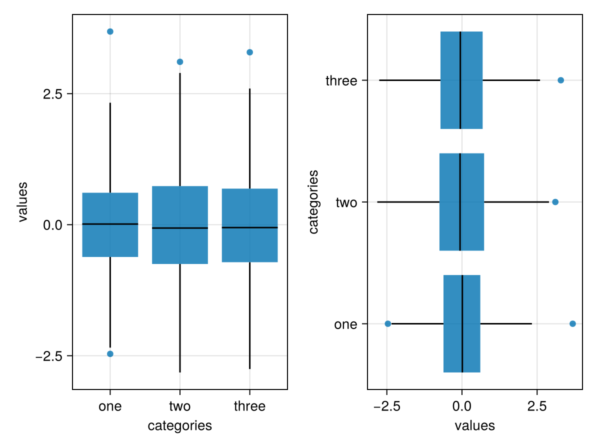 values
2.5
0.0
−2.5
one two three
categories
categories
three
two
one
−2.5 0.0 2.5
values